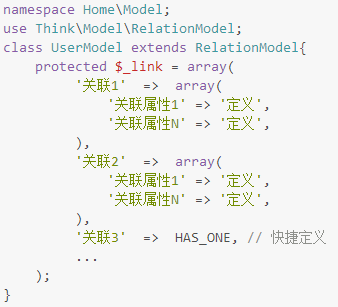 namespace Home\Model;
use Think\Model\RelationModel;
class UserModel extends RelationModel{
    protected $_link = array(
        '关联1'  =>  array(
            '关联属性1' => '定义',
            '关联属性N' => '定义',
        ),
        '关联2'  =>  array(
            '关联属性1' => '定义',
            '关联属性N' => '定义',
        ),
        '关联3'  =>  HAS_ONE, // 快捷定义
        ...
    );
}